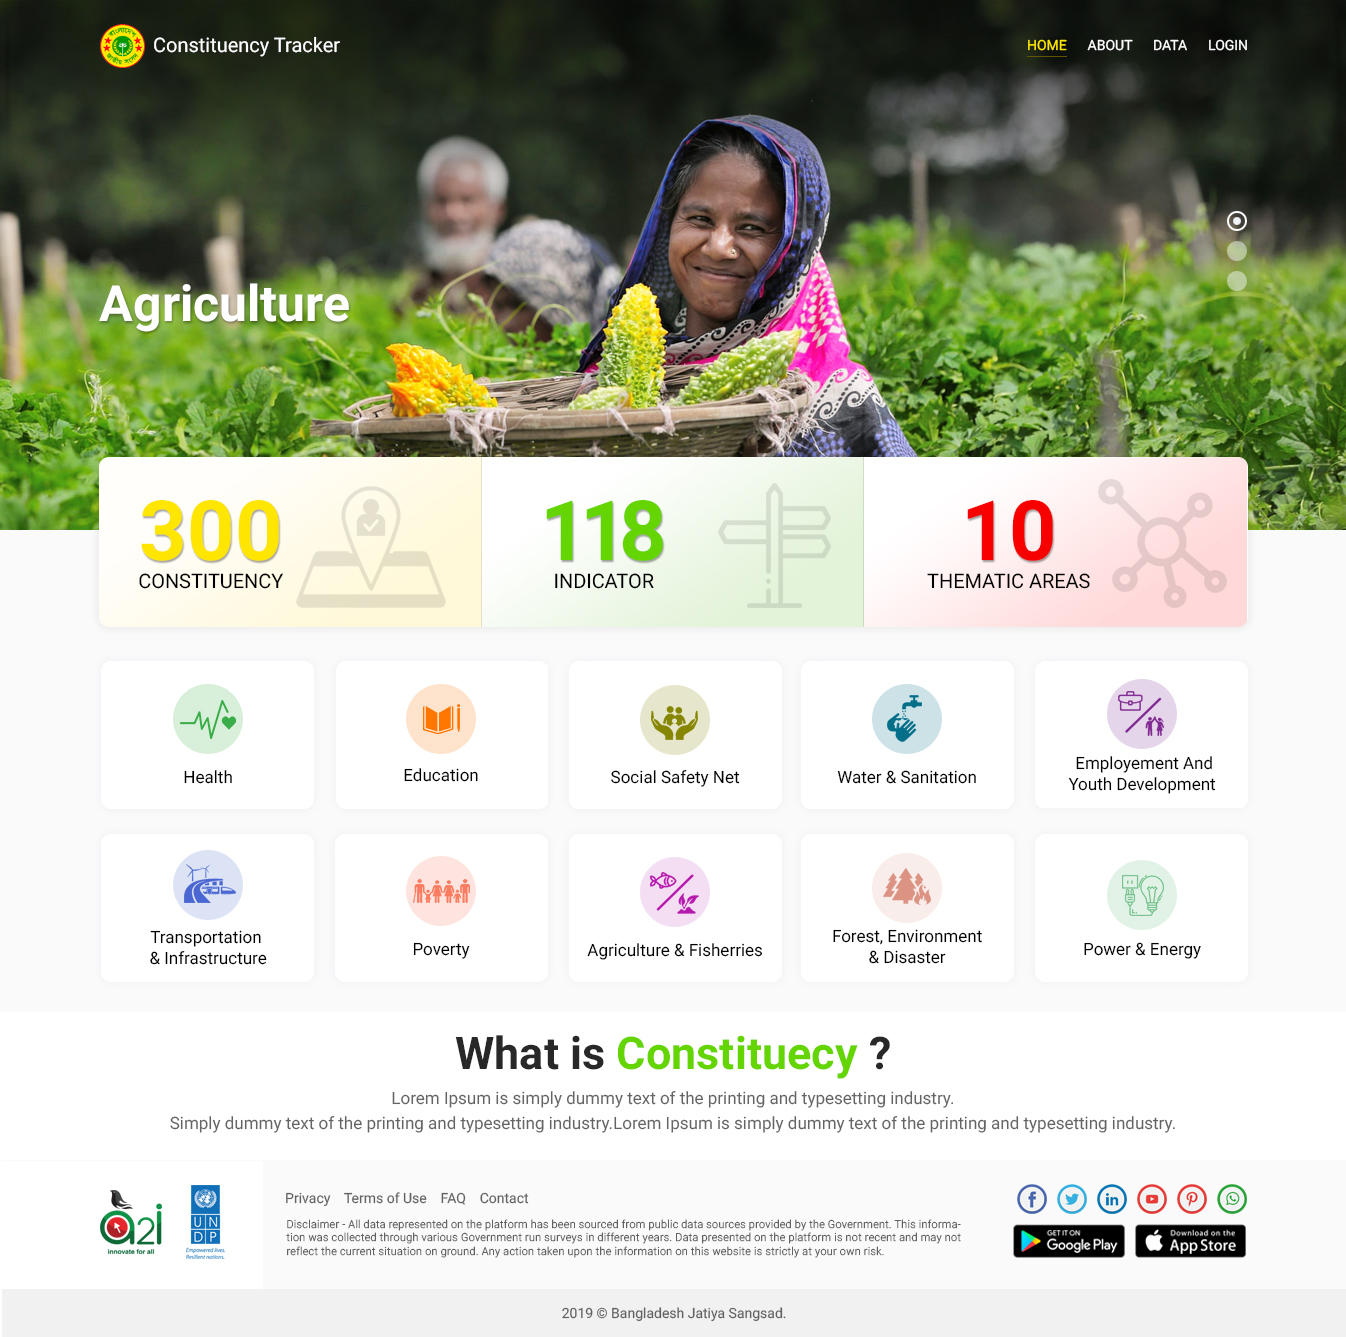 বাংলাদেশ
জাতীয় সংসদ
Constituency Tracker
HOME ABOUT DATA LOGIN
Agriculture
300
CONSTITUENCY
118
INDICATOR
10
THEMATIC AREAS
Health
Education
Social Safety Net
Water & Sanitation
Employement And
Youth Development
Transportation
& Infrastructure
Poverty
Agriculture & Fisherries
Forest, Environment
& Disaster
Power & Energy
What is Constituecy ?
Lorem Ipsum is simply dummy text of the printing and typesetting industry.
Simply dummy text of the printing and typesetting industry.Lorem Ipsum is simply dummy text of the printing and typesetting industry.
a2i
innovate for all
U N
D P
Empowered lives.
Resilient nations.
Privacy Terms of Use FAQ Contact
Disclaimer - All data represented on the platform has been sourced from public data sources provided by the Government. This informa-
tion was collected through various Government run surveys in different years. Data presented on the platform is not recent and may not
reflect the current situation on ground. Any action taken upon the information on this website is strictly at your own risk.
GET IT ON
Google Play
Download on the
App Store
2019 © Bangladesh Jatiya Sangsad.